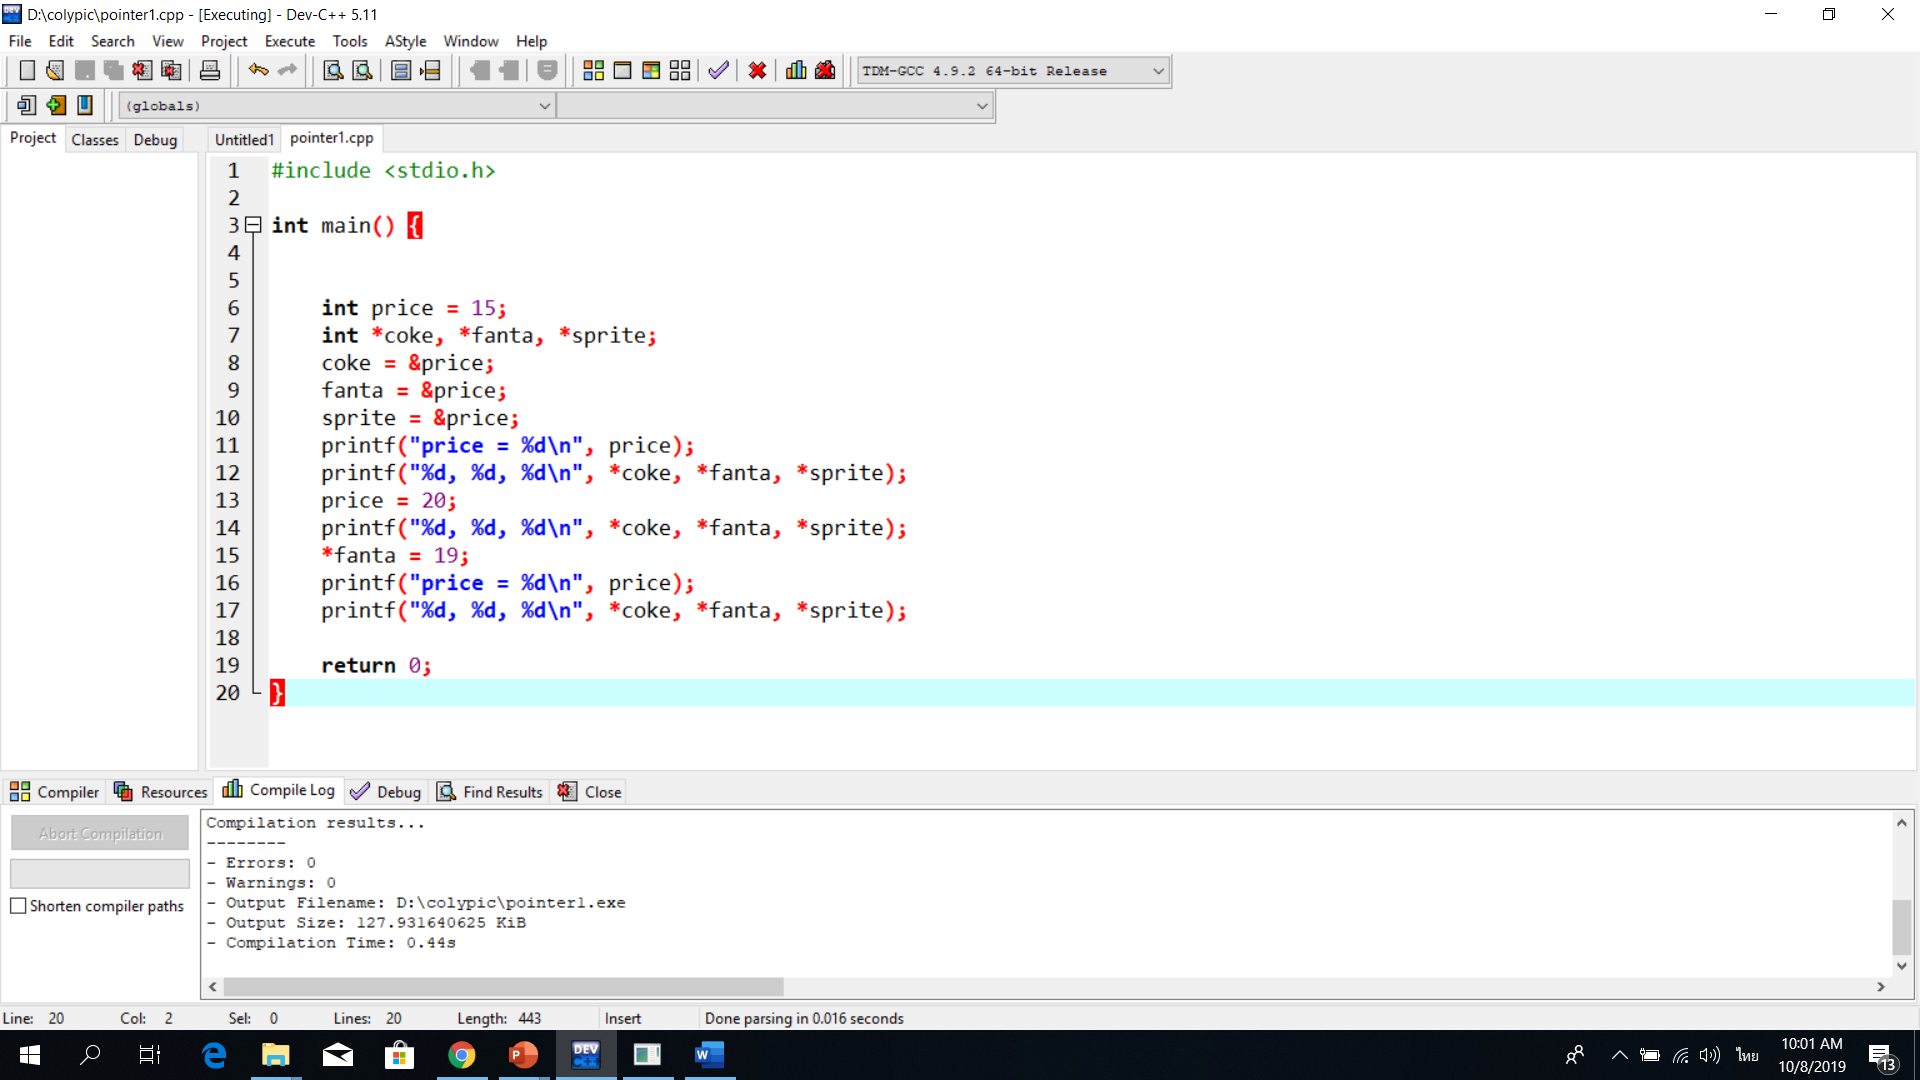 D:\colypic\pointer1.cpp - [Executing] - Dev-C++ 5.11
File Edit Search View Project Execute Tools AStyle Window Help
TDM-GCC 4.9.2 64-bit Release
(globals)
Project Classes Debug Untitled1 pointer1.cpp
1 #include <stdio.h>
2
3 int main() {
4
5
6 int price = 15;
7 int *coke, *fanta, *sprite;
8 coke = &price;
9 fanta = &price;
10 sprite = &price;
11 printf("price = %d\n", price);
12 printf("%d, %d, %d\n", *coke, *fanta, *sprite);
13 price = 20;
14 printf("%d, %d, %d\n", *coke, *fanta, *sprite);
15 *fanta = 19;
16 printf("price = %d\n", price);
17 printf("%d, %d, %d\n", *coke, *fanta, *sprite);
18
19 return 0;
20 }
Compiler Resources Compile Log Debug Find Results Close
Abort Compilation
Shorten compiler paths
Compilation results...
--------
- Errors: 0
- Warnings: 0
- Output Filename: D:\colypic\pointer1.exe
- Output Size: 127.931640625 KiB
- Compilation Time: 0.44s
Line: 20 Col: 2 Sel: 0 Lines: 20 Length: 443 Insert Done parsing in 0.016 seconds
DEV C++
ไทย
10:01 AM
10/8/2019
13